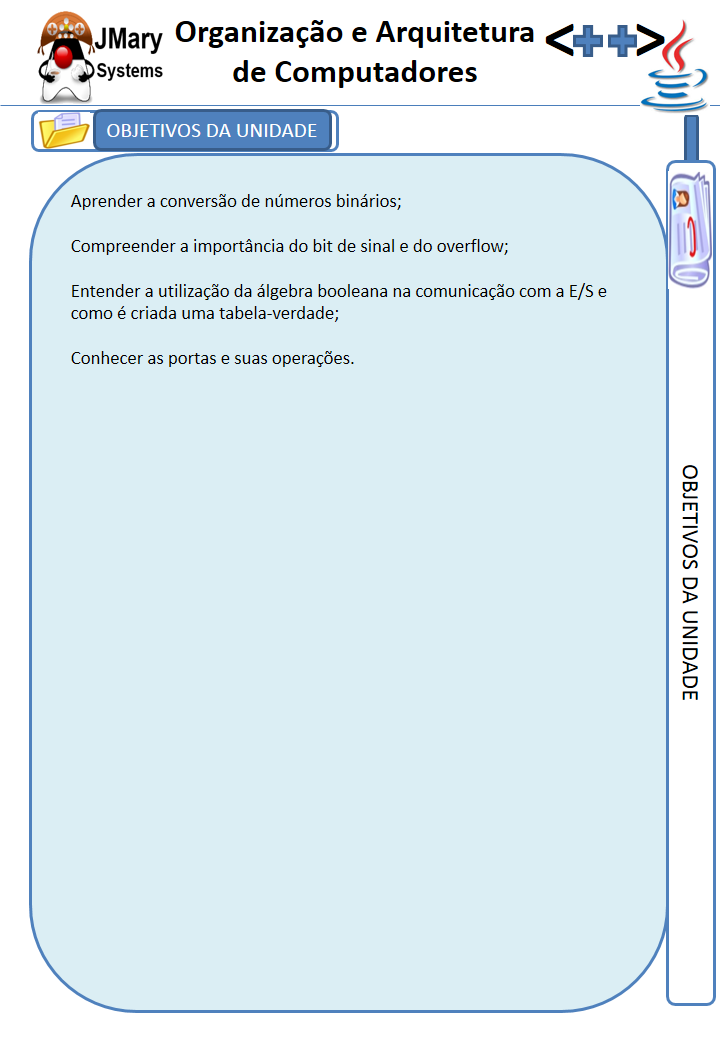 JMary
Systems
Organização e Arquitetura
de Computadores
<++>
OBJETIVOS DA UNIDADE
Aprender a conversão de números binários;
Compreender a importância do bit de sinal e do overflow;
Entender a utilização da álgebra booleana na comunicação com a E/S e
como é criada uma tabela-verdade;
Conhecer as portas e suas operações.
OBJETIVOS DA UNIDADE